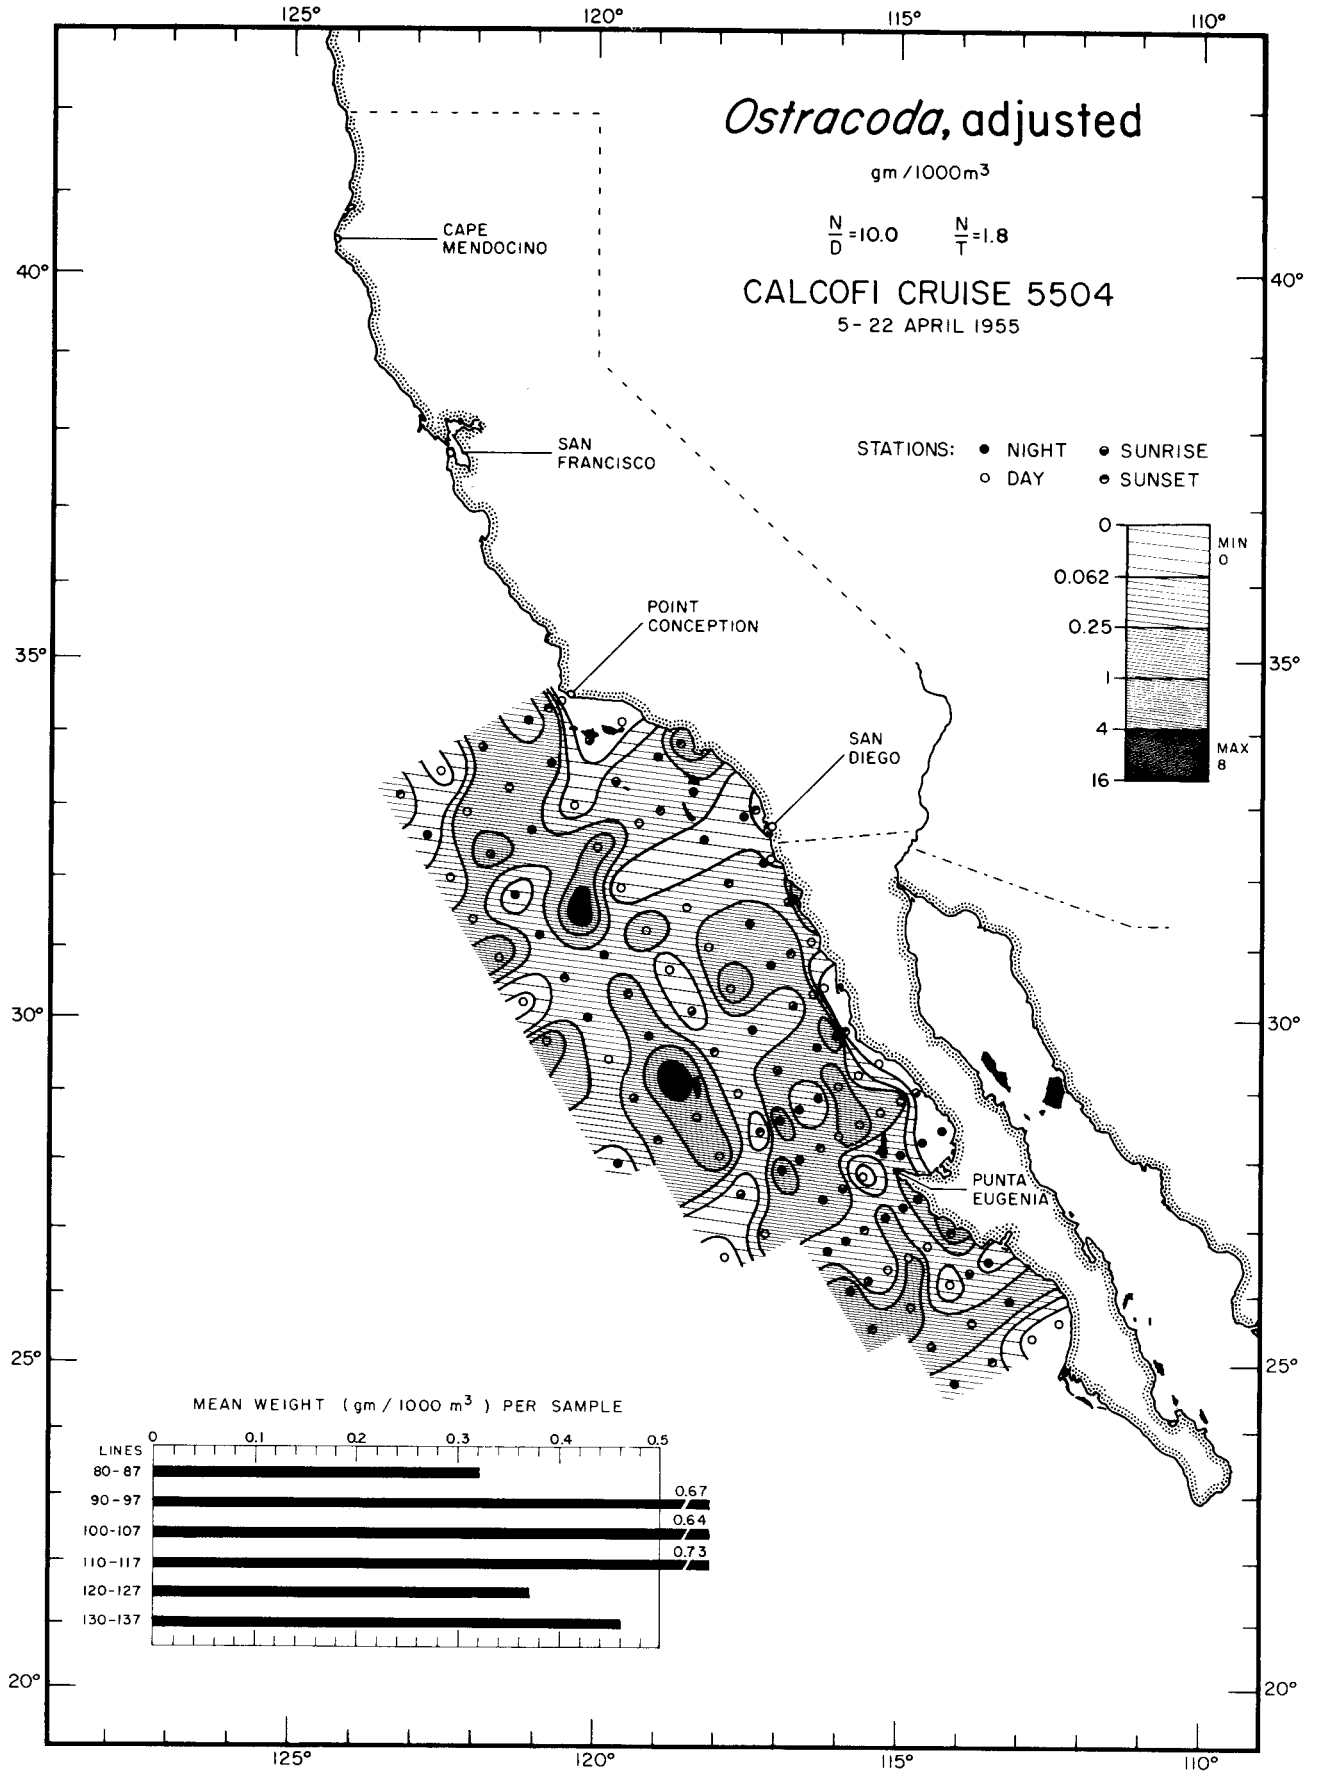 125° 120° 115° 110°
Ostracoda, adjusted
gm/1000m³
N/D =10.0 N/T =1.8
CALCOFI CRUISE 5504
5-22 APRIL 1955
CAPE
MENDOCINO
40° 40°
SAN
FRANCISCO
STATIONS: ● NIGHT SUNRISE
○ DAY SUNSET
0
MIN
0
0.062
0.25
1
4
MAX
8
16
POINT
CONCEPTION
35° 35°
SAN
DIEGO
30° 30°
PUNTA
EUGENIA
25° 25°
MEAN WEIGHT (gm/1000 m³) PER SAMPLE
LINES
0 0.1 0.2 0.3 0.4 0.5
80-87
90-97 0.67
100-107 0.64
110-117 0.73
120-127
130-137
20° 20°
125° 120° 115° 110°